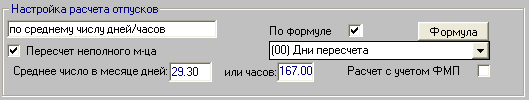 Настройка расчета отпусков
по среднему числу дней/часов
По формуле
Формула
Пересчет неполного м-ца
(00) Дни пересчета
Среднее число в месяце дней: 29.30 или часов: 167.00
Расчет с учетом ФМП